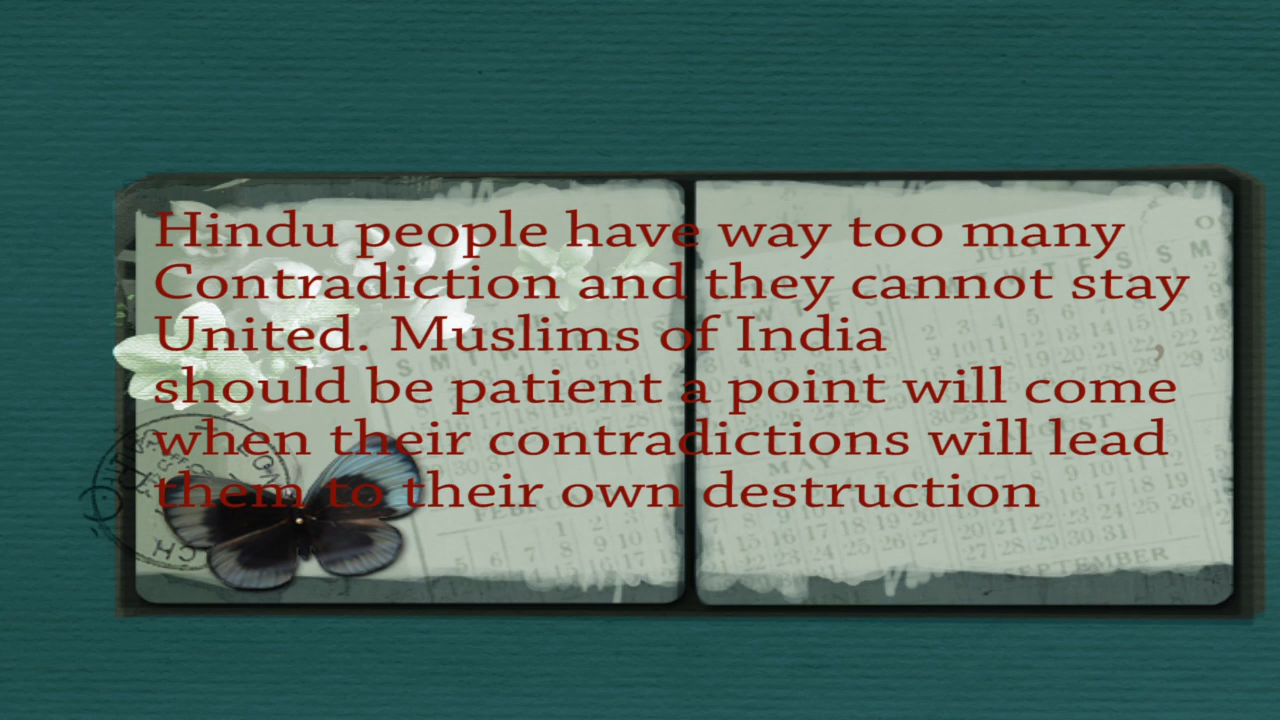 Hindu people have way too many
Contradiction and they cannot stay
United. Muslims of India
should be patient a point will come
when their contradictions will lead
them to their own destruction